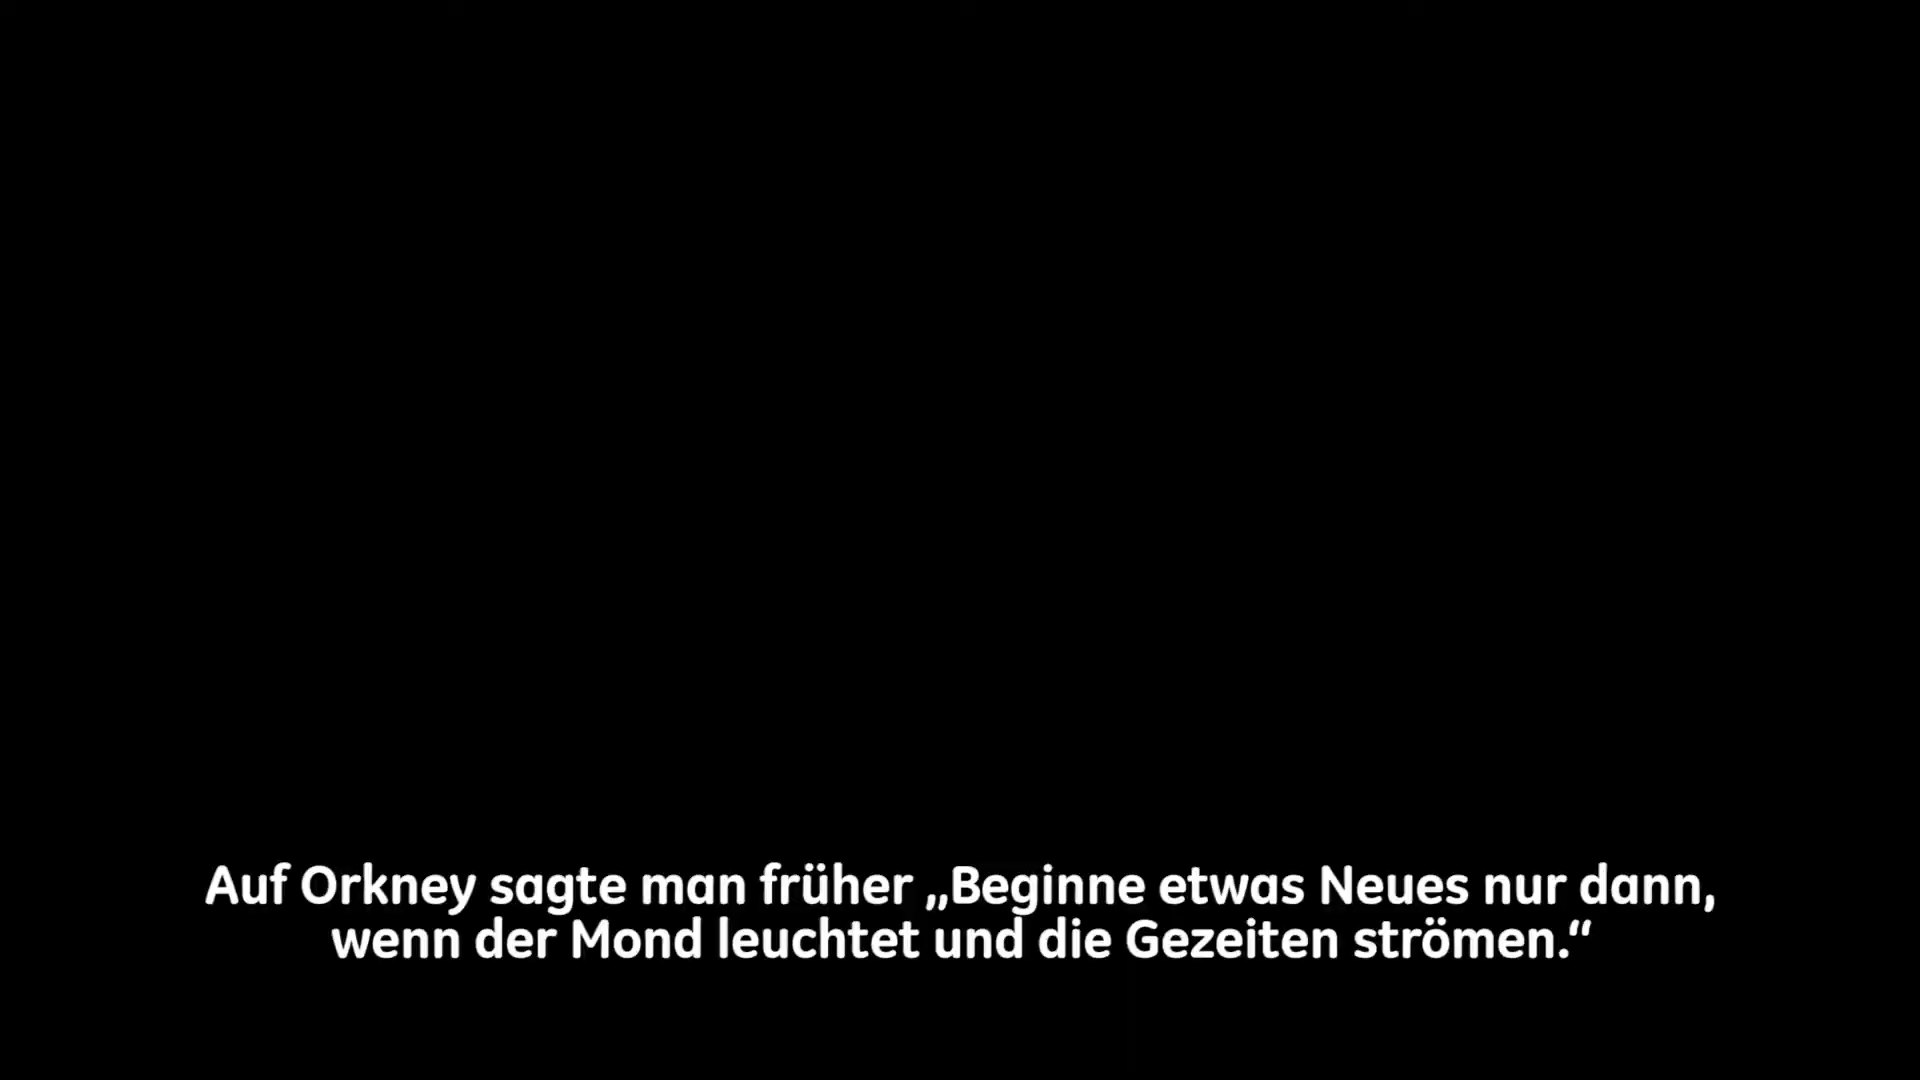 Auf Orkney sagte man früher „Beginne etwas Neues nur dann,
wenn der Mond leuchtet und die Gezeiten strömen.“